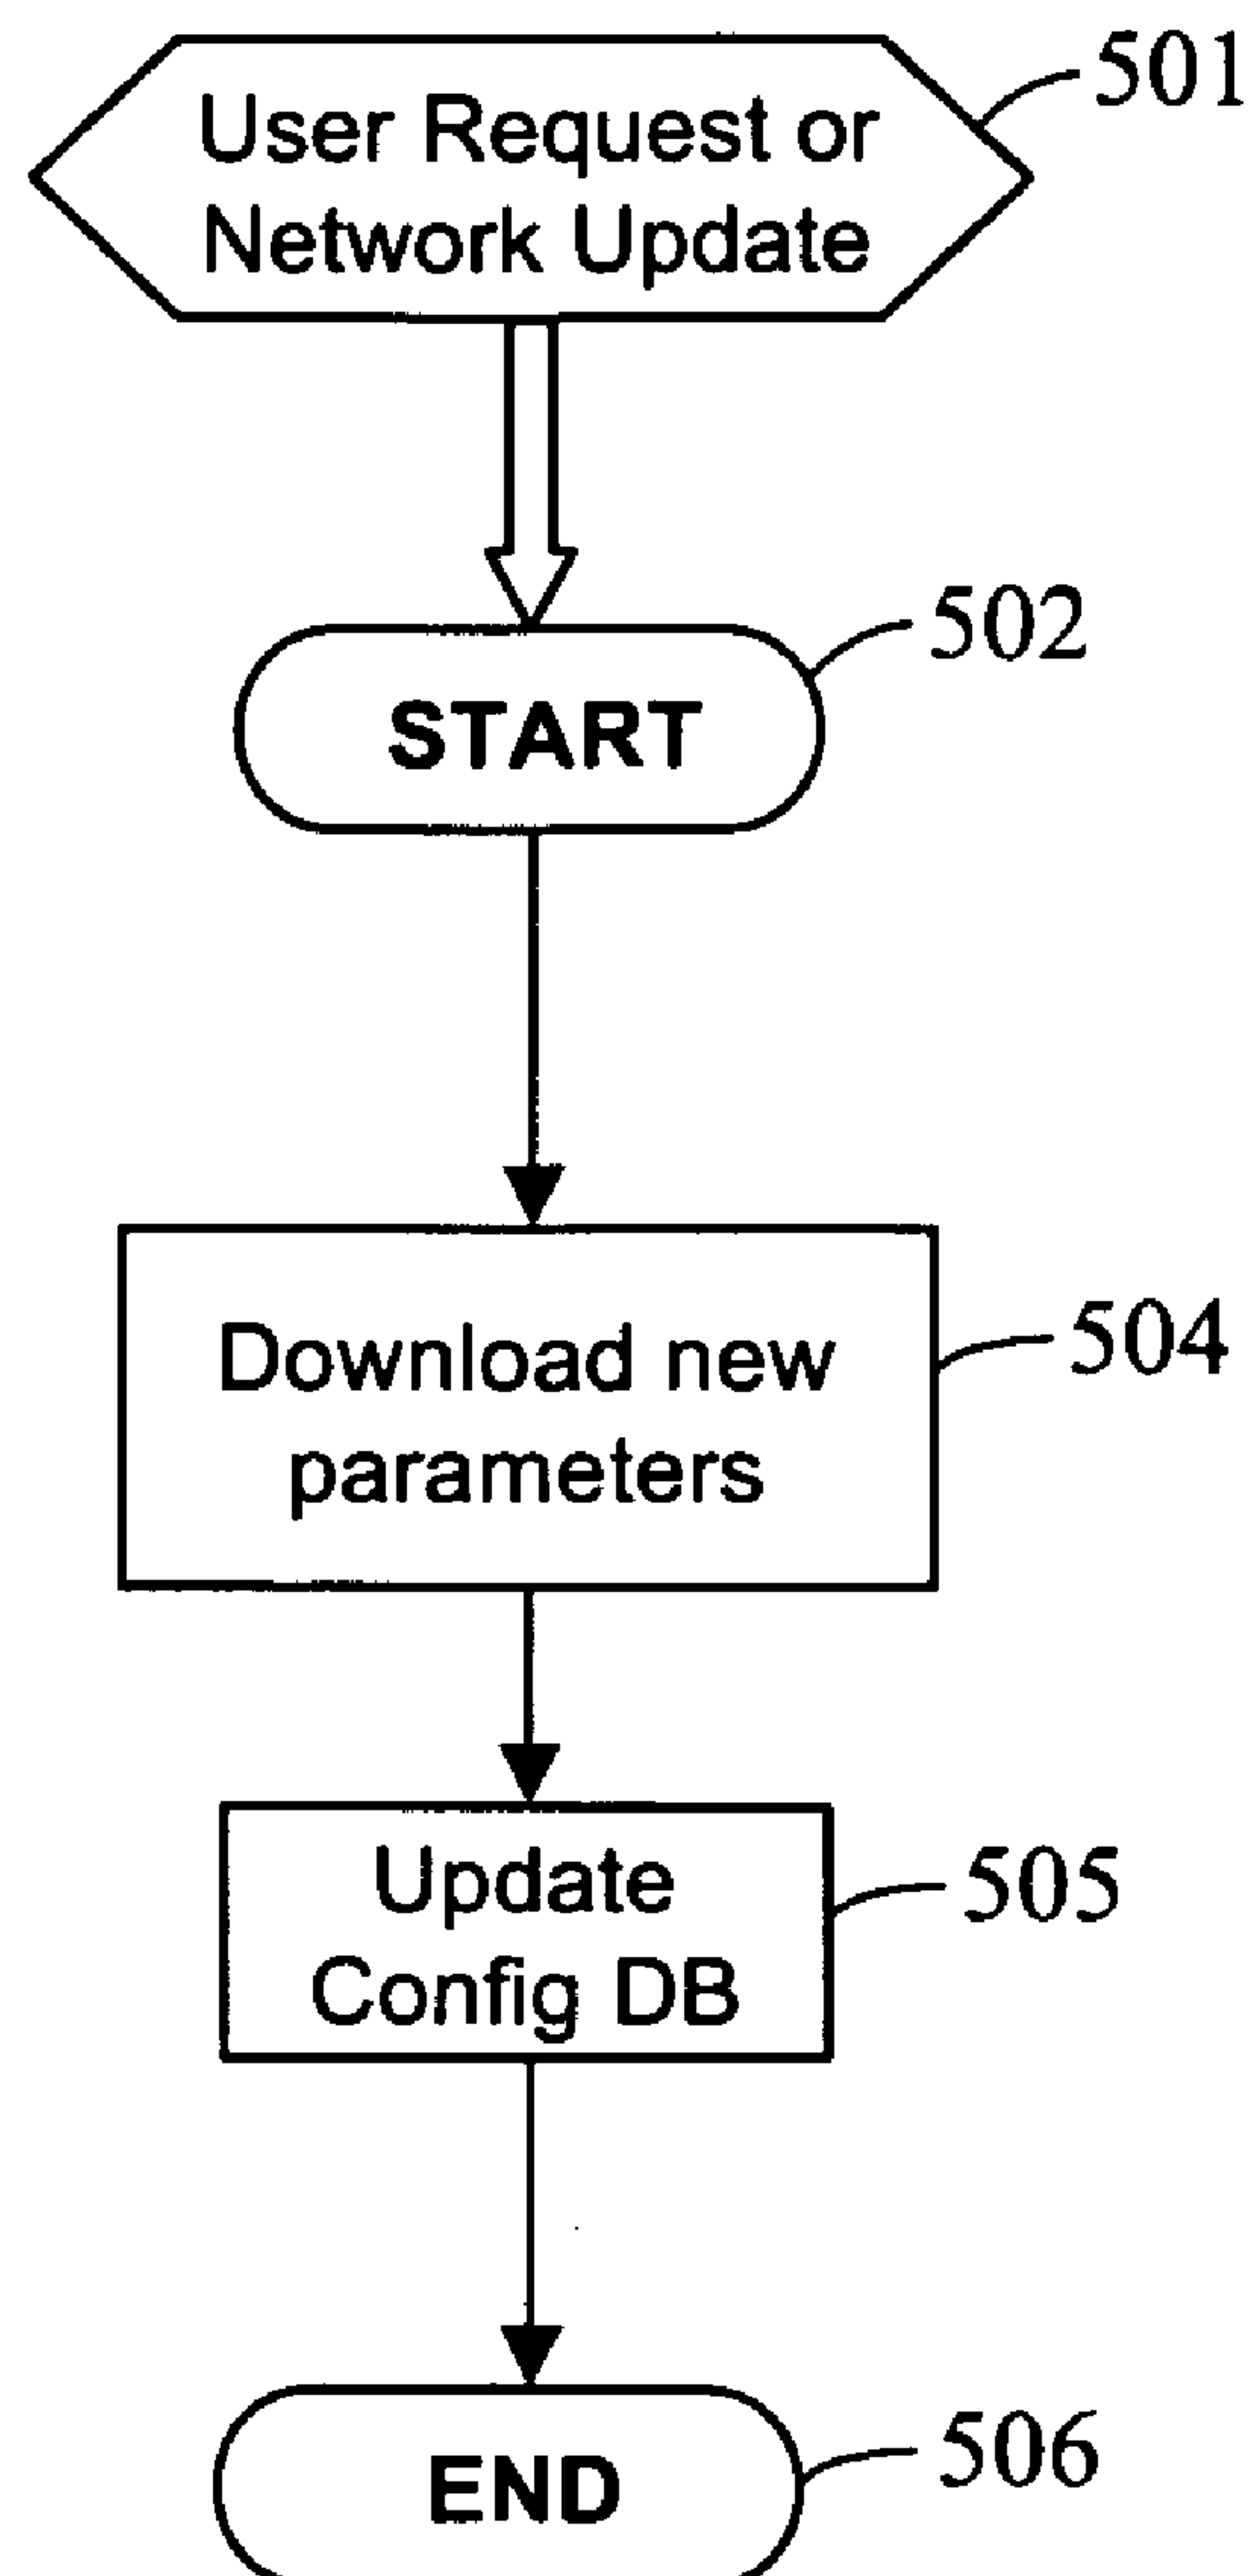 User Request or
Network Update
501
START
502
Download new
parameters
504
Update
Config DB
505
END
506